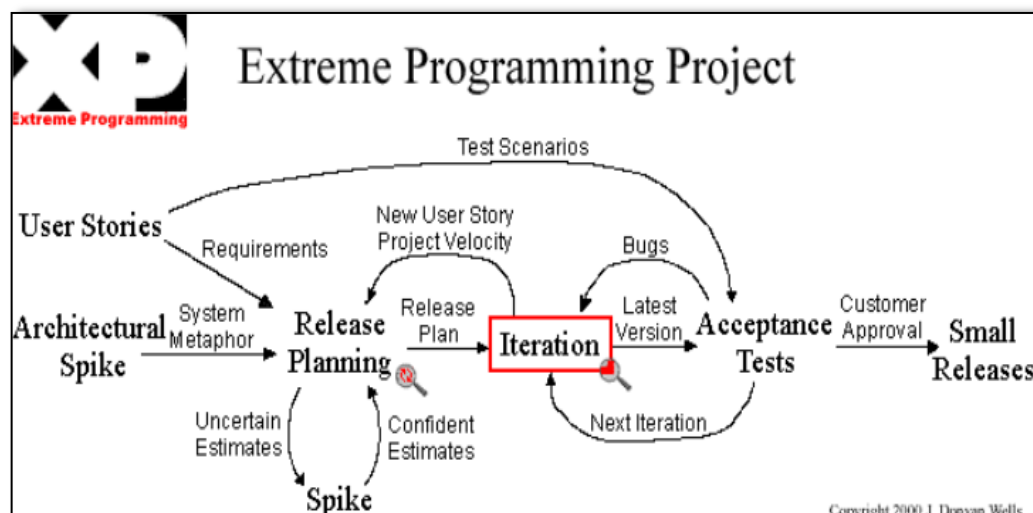 XP
Extreme Programming
Extreme Programming Project
Test Scenarios
User Stories
New User Story
Project Velocity
Bugs
Requirements
Architectural
Spike
System
Metaphor
Release
Planning
Release
Plan
Iteration
Latest
Version
Acceptance
Tests
Customer
Approval
Small
Releases
Uncertain
Estimates
Confident
Estimates
Next Iteration
Spike
Copyright 2000 J. Donvan Wells